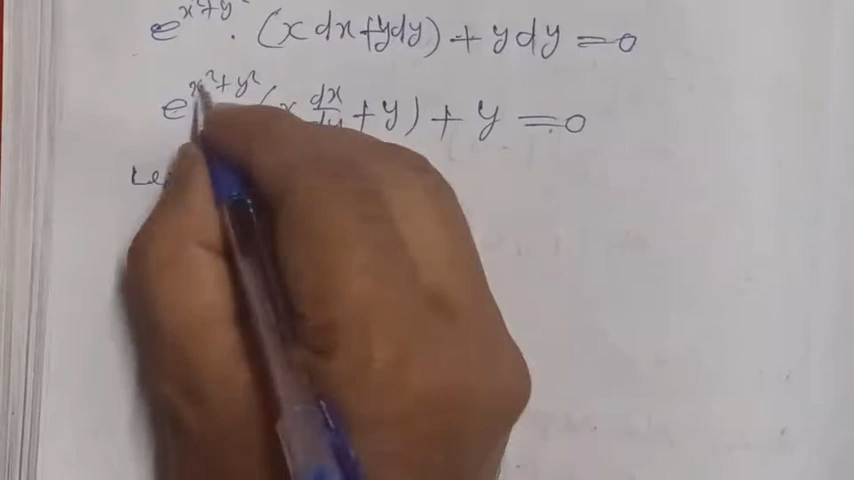 e^{x²+y²} . (x dx + y dy) + y dy = 0
e^{x²+y²} (x dx/dy + y) + y = 0